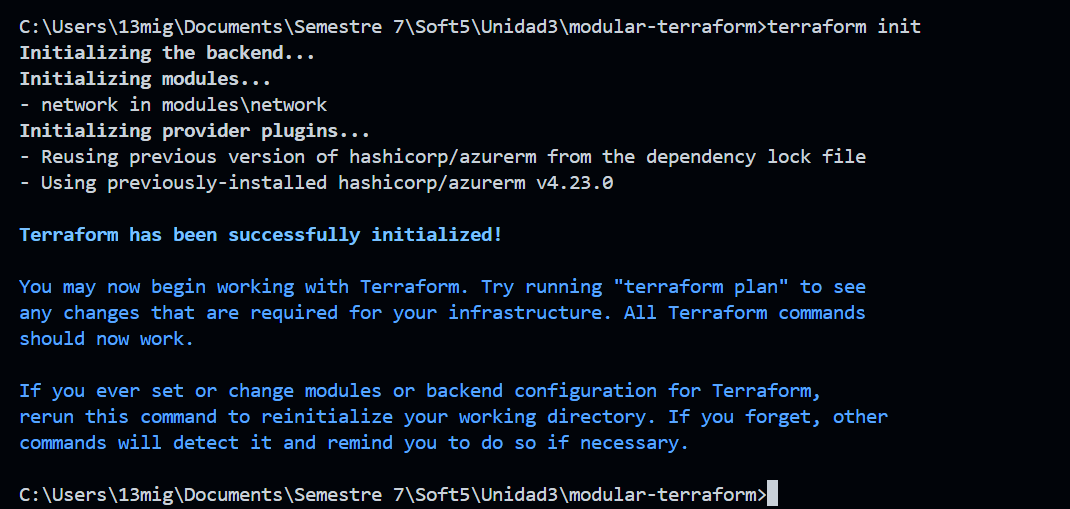 C:\Users\13mig\Documents\Semestre 7\Soft5\Unidad3\modular-terraform>terraform init
Initializing the backend...
Initializing modules...
- network in modules\network
Initializing provider plugins...
- Reusing previous version of hashicorp/azurerm from the dependency lock file
- Using previously-installed hashicorp/azurerm v4.23.0
Terraform has been successfully initialized!
You may now begin working with Terraform. Try running "terraform plan" to see
any changes that are required for your infrastructure. All Terraform commands
should now work.
If you ever set or change modules or backend configuration for Terraform,
rerun this command to reinitialize your working directory. If you forget, other
commands will detect it and remind you to do so if necessary.
C:\Users\13mig\Documents\Semestre 7\Soft5\Unidad3\modular-terraform>